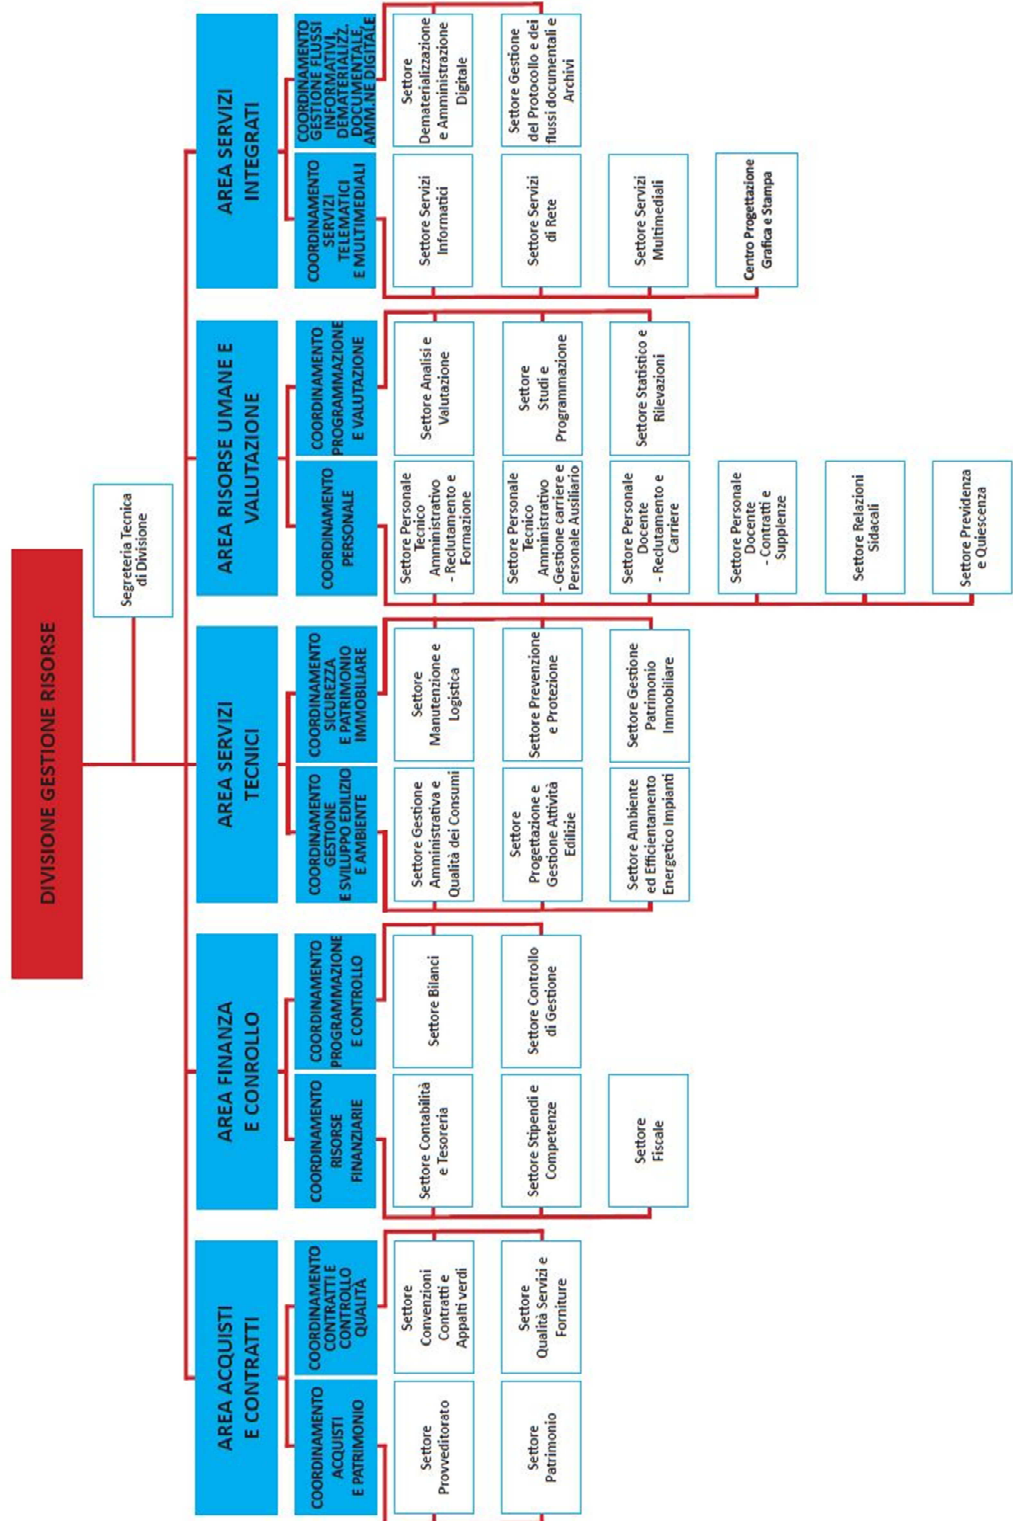 DIVISIONE GESTIONE RISORSE
Segreteria Tecnica
di Divisione
AREA ACQUISTI
E CONTRATTI
COORDINAMENTO
ACQUISTI
E PATRIMONIO
Settore
Provveditorato
Settore
Patrimonio
COORDINAMENTO
CONTRATTI E
CONTROLLO
QUALITÀ
Settore
Convenzioni
Contratti e
Appalti verdi
Settore
Qualità Servizi e
Forniture
AREA FINANZA
E CONROLLO
COORDINAMENTO
RISORSE
FINANZIARIE
Settore Contabilità
e Tesoreria
Settore Stipendi e
Competenze
Settore
Fiscale
COORDINAMENTO
PROGRAMMAZIONE
E CONTROLLO
Settore Bilanci
Settore Controllo
di Gestione
AREA SERVIZI
TECNICI
COORDINAMENTO
GESTIONE
E SVILUPPO EDILIZIO
E AMBIENTE
Settore Gestione
Amministrativa e
Qualità dei Consumi
Settore
Progettazione e
Gestione Attività
Edilizie
Settore Ambiente
ed Efficientamento
Energetico Impianti
COORDINAMENTO
SICUREZZA
E PATRIMONIO
IMMOBILIARE
Settore
Manutenzione e
Logistica
Settore Prevenzione
e Protezione
Settore Gestione
Patrimonio
Immobiliare
AREA RISORSE UMANE E
VALUTAZIONE
COORDINAMENTO
PERSONALE
Settore Personale
Tecnico
Amministrativo
- Reclutamento e
Formazione
Settore Personale
Tecnico
Amministrativo
- Gestione carriere e
Personale Ausiliario
Settore Personale
Docente
- Reclutamento e
Carriere
Settore Personale
Docente
- Contratti e
Supplenze
Settore Relazioni
Sidacali
Settore Previdenza
e Quiescenza
COORDINAMENTO
PROGRAMMAZIONE
E VALUTAZIONE
Settore Analisi e
Valutazione
Settore
Studi e
Programmazione
Settore Statistico e
Rilevazioni
AREA SERVIZI
INTEGRATI
COORDINAMENTO
SERVIZI
TELEMATICI
E MULTIMEDIALI
Settore Servizi
Informatici
Settore Servizi
di Rete
Settore Servizi
Multimediali
Centro Progettazione
Grafica e Stampa
COORDINAMENTO
GESTIONE FLUSSI
INFORMATIVI,
DEMATERIALIZZ.
DOCUMENTALE,
AMM.NE DIGITALE
Settore
Dematerializzazione
e Amministrazione
Digitale
Settore Gestione
del Protocollo e dei
flussi documentali e
Archivi